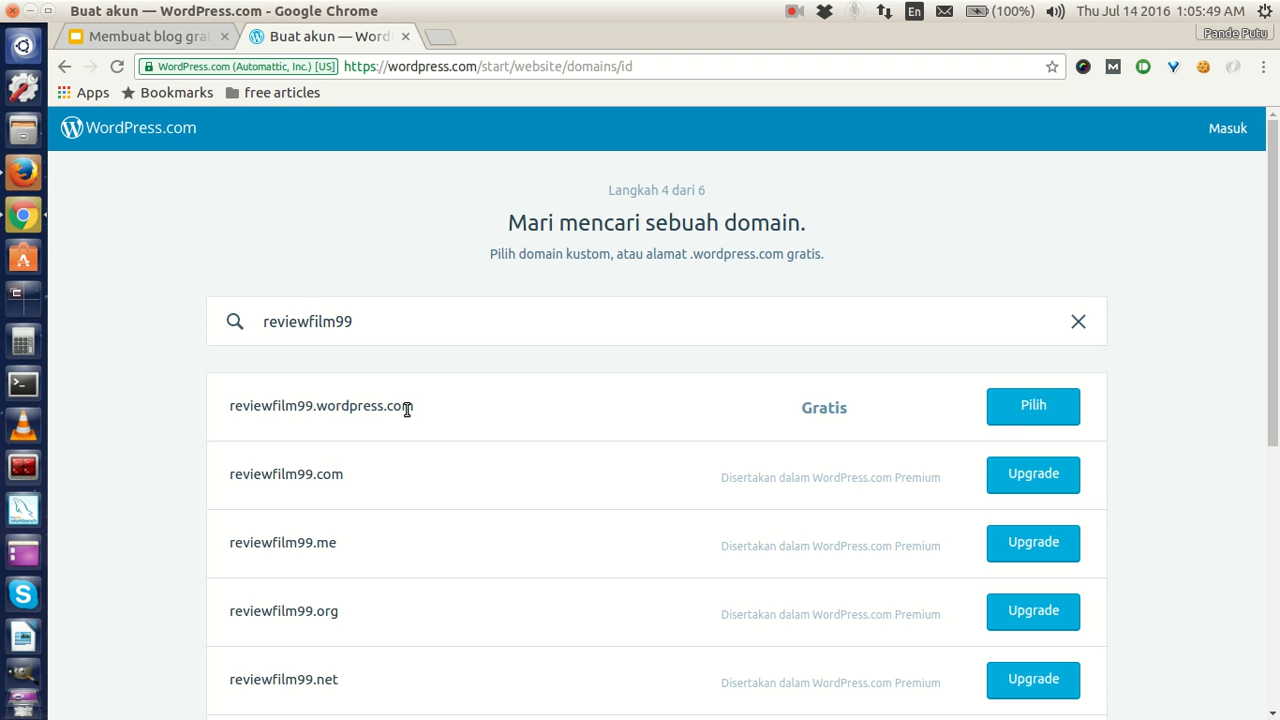 Buat akun — WordPress.com - Google Chrome
En
(100%)
Thu Jul 14 2016 1:05:49 AM
Membuat blog gra
Buat akun — Word
Pande Putu
WordPress.com (Automattic, Inc.) [US]
https://wordpress.com/start/website/domains/id
Apps
Bookmarks
free articles
WordPress.com
Masuk
Langkah 4 dari 6
Mari mencari sebuah domain.
Pilih domain kustom, atau alamat .wordpress.com gratis.
reviewfilm99
reviewfilm99.wordpress.com
Gratis
Pilih
reviewfilm99.com
Disertakan dalam WordPress.com Premium
Upgrade
reviewfilm99.me
Disertakan dalam WordPress.com Premium
Upgrade
reviewfilm99.org
Disertakan dalam WordPress.com Premium
Upgrade
reviewfilm99.net
Disertakan dalam WordPress.com Premium
Upgrade